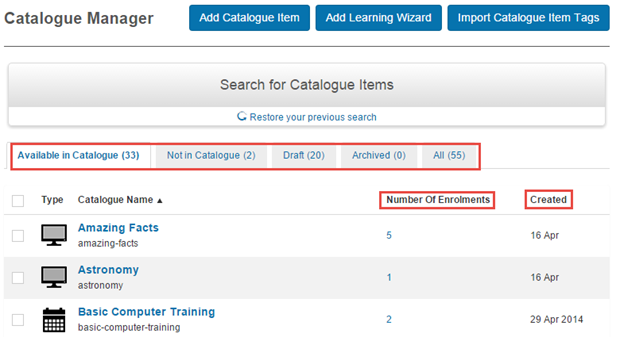 Catalogue Manager Add Catalogue Item Add Learning Wizard Import Catalogue Item Tags
Search for Catalogue Items
Restore your previous search
Available in Catalogue (33) Not in Catalogue (2) Draft (20) Archived (0) All (55)
Type Catalogue Name ▲ Number Of Enrolments Created
Amazing Facts
amazing-facts
5 16 Apr
Astronomy
astronomy
1 16 Apr
Basic Computer Training
basic-computer-training
2 29 Apr 2014